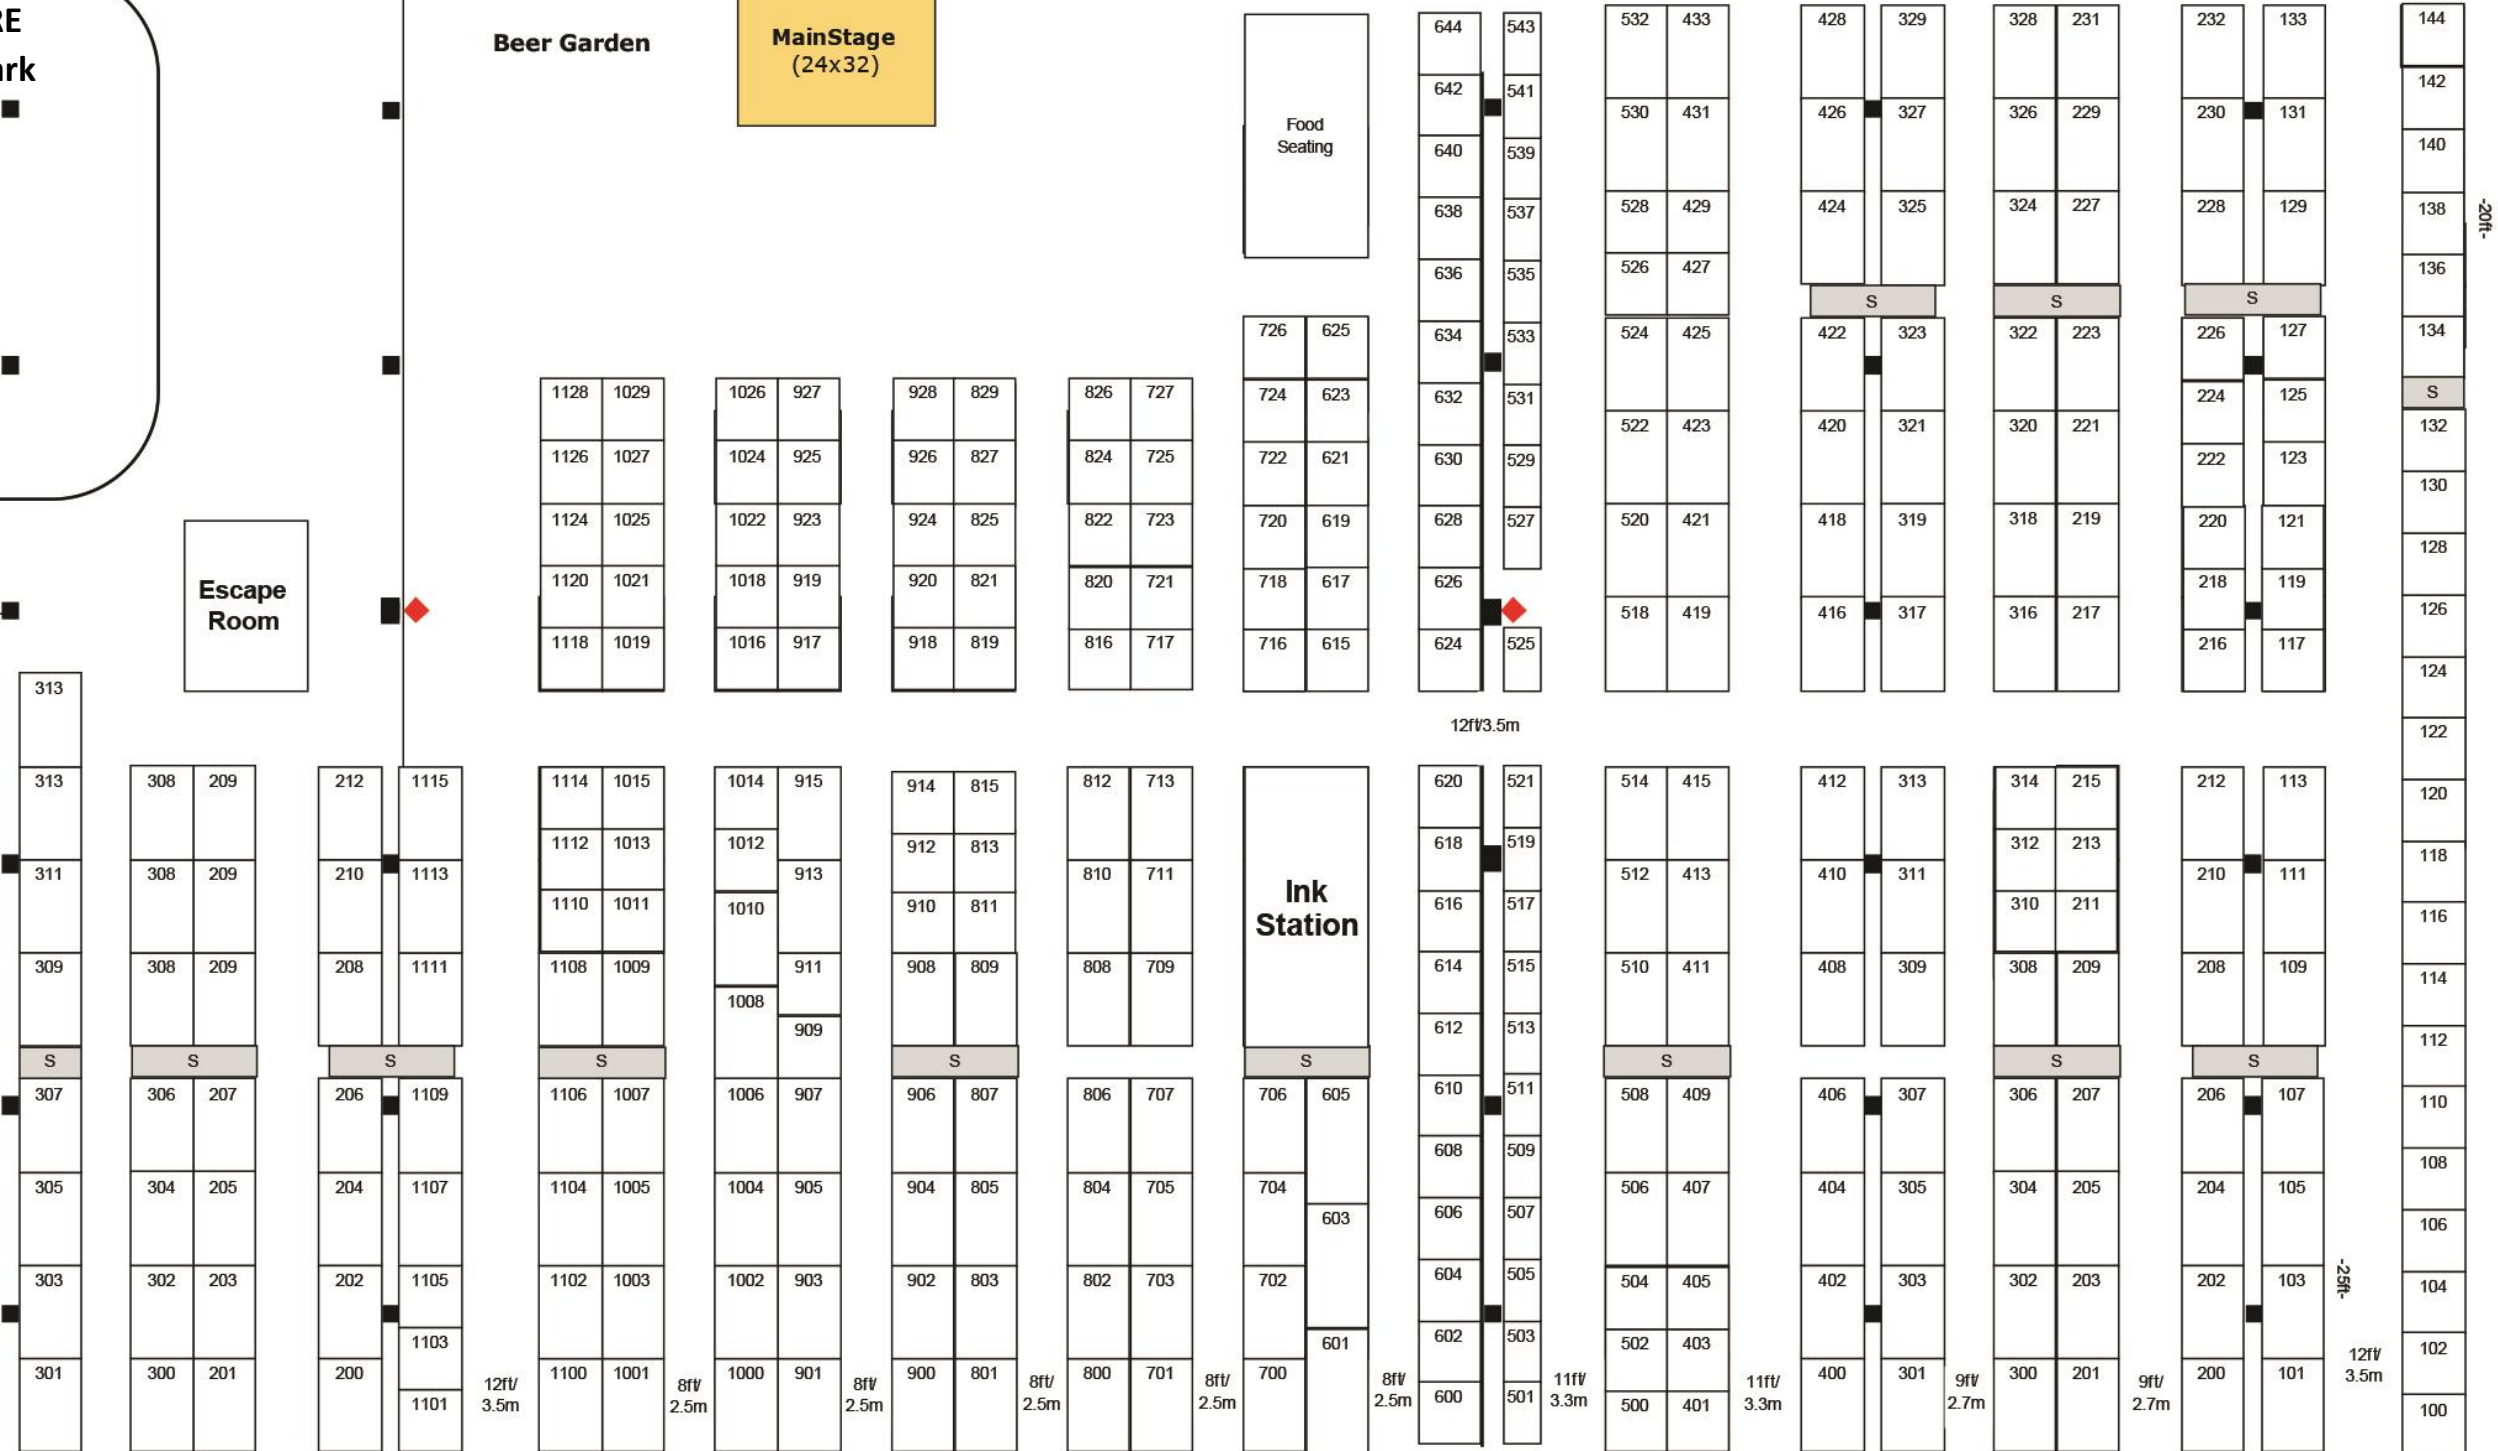 RE
ark
Beer Garden
MainStage
(24x32)
Food
Seating
644 543 532 433 428 329 328 231 232 133 144
642 541 530 431 426 327 326 229 230 131 142
640 539 140
638 537 528 429 424 325 324 227 228 129 138
-20ft-
636 535 526 427 136
S S S
726 625 634 533 524 425 422 323 322 223 226 127 134
1128 1029 1026 927 928 829 826 727 724 623 632 531 224 125 S
1126 1027 1024 925 926 827 824 725 722 621 630 529 522 423 420 321 320 221 222 123 132
130
1124 1025 1022 923 924 825 822 723 720 619 628 527 520 421 418 319 318 219 220 121 128
Escape
Room
1120 1021 1018 919 920 821 820 721 718 617 626 518 419 416 317 316 217 218 119 126
1118 1019 1016 917 918 819 816 717 716 615 624 525 216 117 124
313
12ft/3.5m
122
313 308 209 212 1115 1114 1015 1014 915 914 815 812 713 620 521 514 415 412 313 314 215 212 113 120
1112 1013 1012 912 813 618 519 312 213 118
311 308 209 210 1113 913 810 711 512 413 410 311 210 111
Ink
Station
1110 1011 1010 910 811 616 517 310 211 116
309 308 209 208 1111 1108 1009 911 908 809 808 709 614 515 510 411 408 309 308 209 208 109 114
1008 909 612 513 112
S S S S S S S S S
307 306 207 206 1109 1106 1007 1006 907 906 807 806 707 706 605 610 511 508 409 406 307 306 207 206 107 110
608 509 108
305 304 205 204 1107 1104 1005 1004 905 904 805 804 705 704 603 606 507 506 407 404 305 304 205 204 105 106
303 302 203 202 1105 1102 1003 1002 903 902 803 802 703 702 604 505 504 405 402 303 302 203 202 103 104
-25ft-
1103 601 602 503 502 403 102
301 300 201 200 1101 1100 1001 1000 901 900 801 800 701 700 600 501 500 401 400 301 300 201 200 101 100
12ft/ 8ft/ 8ft/ 8ft/ 8ft/ 8ft/ 11ft/ 11ft/ 9ft/ 9ft/ 12ft/
3.5m 2.5m 2.5m 2.5m 2.5m 2.5m 3.3m 3.3m 2.7m 2.7m 3.5m